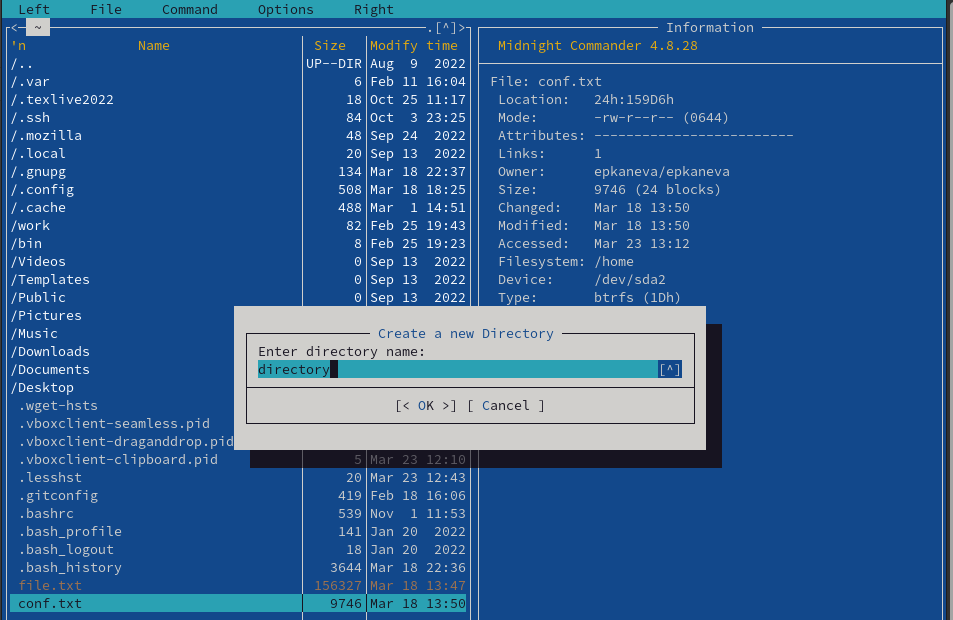 Left File Command Options Right
<- ~ .[^]>
'n Name Size Modify time
/.. UP--DIR Aug 9 2022
/.var 6 Feb 11 16:04
/.texlive2022 18 Oct 25 11:17
/.ssh 84 Oct 3 23:25
/.mozilla 48 Sep 24 2022
/.local 20 Sep 13 2022
/.gnupg 134 Mar 18 22:37
/.config 508 Mar 18 18:25
/.cache 488 Mar 1 14:51
/work 82 Feb 25 19:43
/bin 8 Feb 25 19:23
/Videos 0 Sep 13 2022
/Templates 0 Sep 13 2022
/Public 0 Sep 13 2022
/Pictures
/Music
/Downloads
/Documents
/Desktop
.wget-hsts
.vboxclient-seamless.pid
.vboxclient-draganddrop.pid
.vboxclient-clipboard.pid 5 Mar 23 12:10
.lesshst 20 Mar 23 12:43
.gitconfig 419 Feb 18 16:06
.bashrc 539 Nov 1 11:53
.bash_profile 141 Jan 20 2022
.bash_logout 18 Jan 20 2022
.bash_history 3644 Mar 18 22:36
file.txt 156327 Mar 18 13:47
conf.txt 9746 Mar 18 13:50
Information
Midnight Commander 4.8.28
File: conf.txt
Location: 24h:159D6h
Mode: -rw-r--r-- (0644)
Attributes: -------------------------
Links: 1
Owner: epkaneva/epkaneva
Size: 9746 (24 blocks)
Changed: Mar 18 13:50
Modified: Mar 18 13:50
Accessed: Mar 23 13:12
Filesystem: /home
Device: /dev/sda2
Type: btrfs (1Dh)
Create a new Directory
Enter directory name:
directory [^]
[< OK >] [ Cancel ]